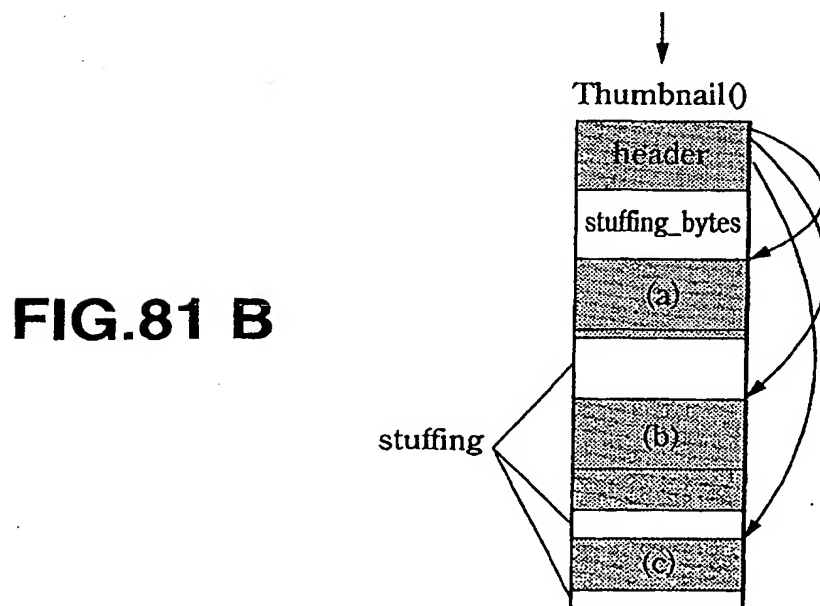 Thumbnail()
header
stuffing_bytes
(a)
FIG.81 B
(b)
stuffing
(c)